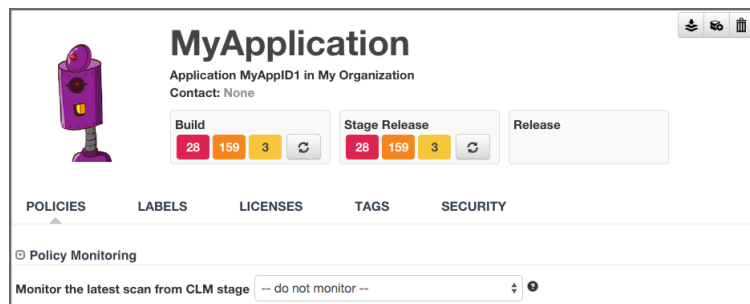 MyApplication
Application MyAppID1 in My Organization
Contact: None
Build
28 159 3
Stage Release
28 159 3
Release
POLICIES LABELS LICENSES TAGS SECURITY
Policy Monitoring
Monitor the latest scan from CLM stage -- do not monitor --